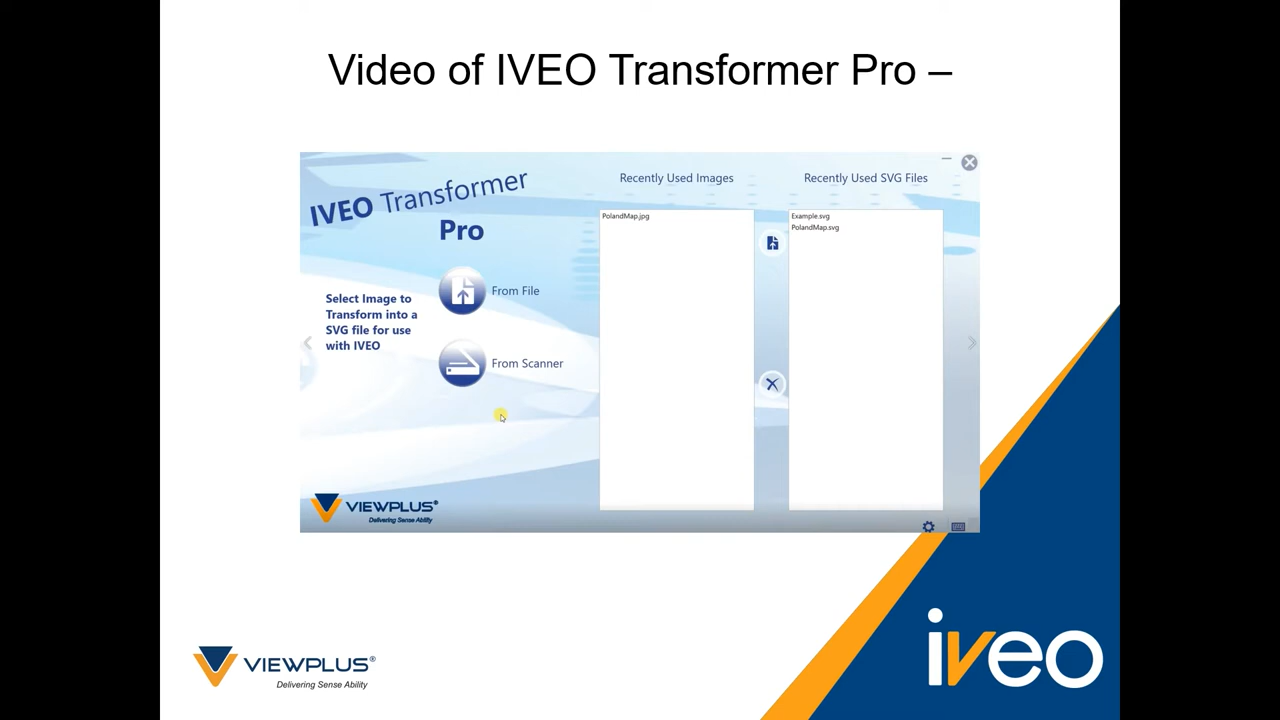 Video of IVEO Transformer Pro –
IVEO Transformer
Pro
Select Image to
Transform into a
SVG file for use
with IVEO
From File
From Scanner
Recently Used Images
PolandMap.jpg
Recently Used SVG Files
Example.svg
PolandMap.svg
VIEWPLUS®
Delivering Sense Ability
VIEWPLUS®
Delivering Sense Ability
iveo